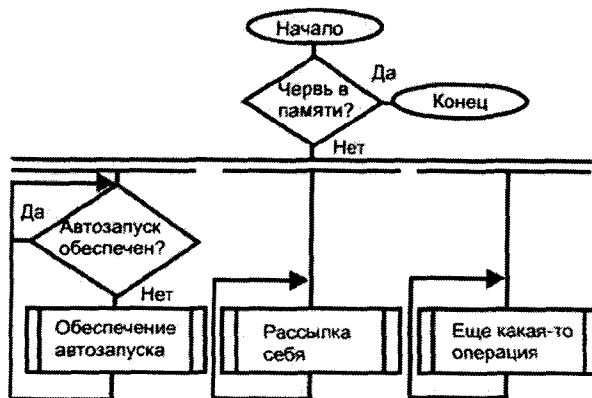 Начало
Да
Червь в
памяти?
Конец
Нет
Да
Автозапуск
обеспечен?
Нет
Обеспечение
автозапуска
Рассылка
себя
Еще какая-то
операция